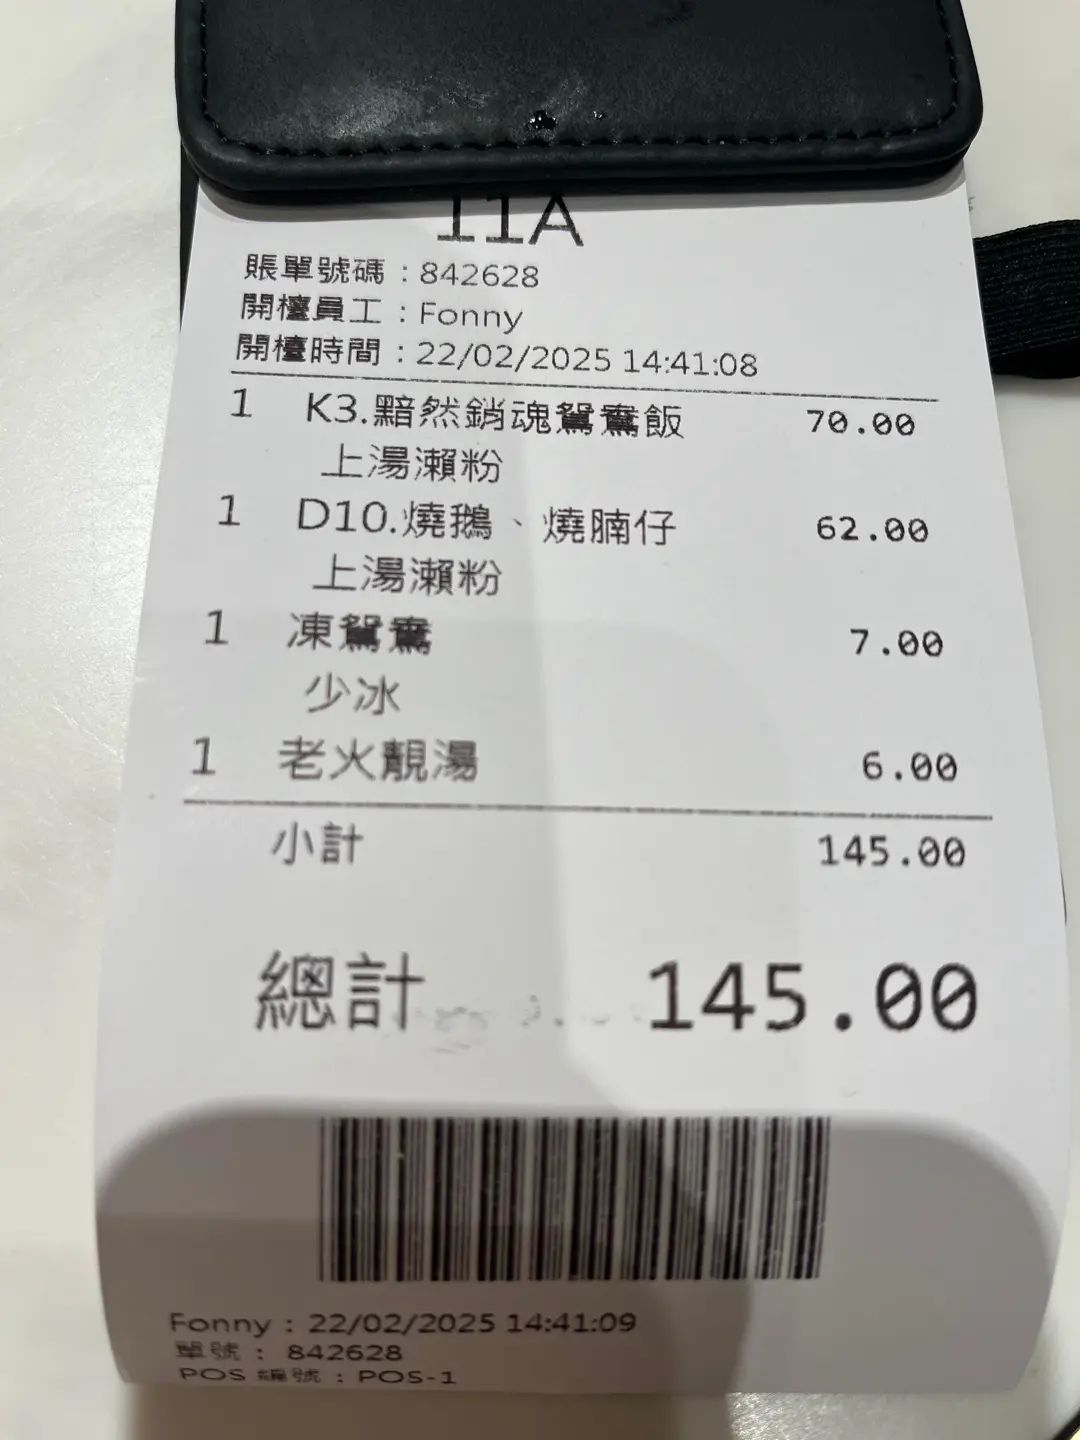 11A
賬單號碼：842628
開檯員工：Fonny
開檯時間：22/02/2025 14:41:08
1 K3.黯然銷魂鴛鴦飯 70.00
上湯瀨粉
1 D10.燒鵝、燒腩仔 62.00
上湯瀨粉
1 凍鴛鴦 7.00
少冰
1 老火靚湯 6.00
小計 145.00
總計 145.00
Fonny : 22/02/2025 14:41:09
單號： 842628
POS 編號：POS-1